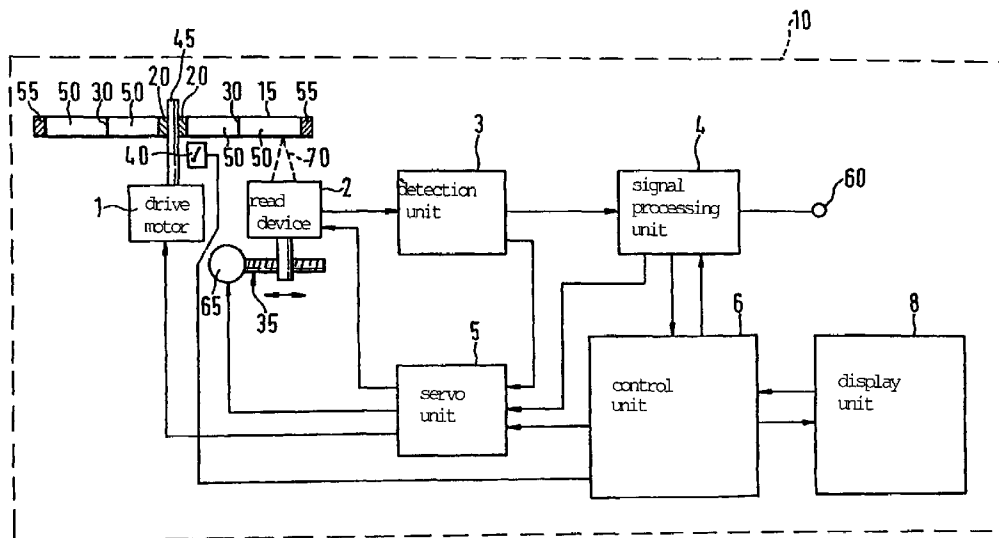 10
45
55 50 30 50 20 20 30 15 55
50 50
40
70
3
4
60
1
drive
motor
2
read
device
detection
unit
signal
processing
unit
65
35
5
servo
unit
6
control
unit
8
display
unit